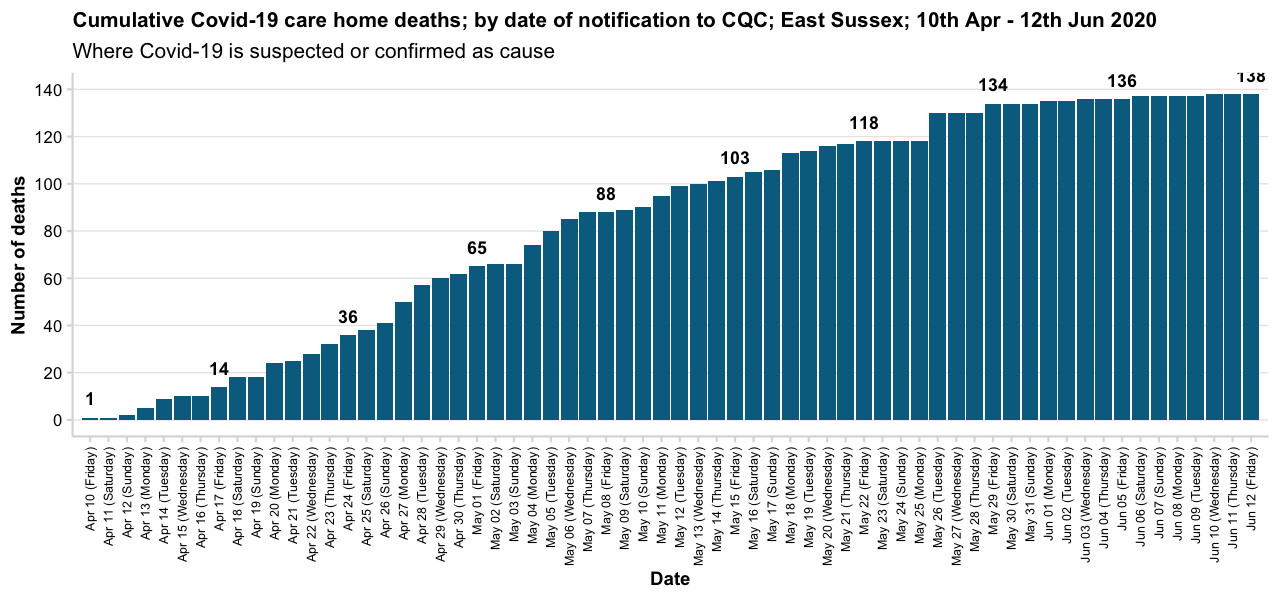 Cumulative Covid-19 care home deaths; by date of notification to CQC; East Sussex; 10th Apr - 12th Jun 2020
Where Covid-19 is suspected or confirmed as cause
Number of deaths
140
120
100
80
60
40
20
0
1
14
36
65
88
103
118
134
136
138
Apr 10 (Friday)
Apr 11 (Saturday)
Apr 12 (Sunday)
Apr 13 (Monday)
Apr 14 (Tuesday)
Apr 15 (Wednesday)
Apr 16 (Thursday)
Apr 17 (Friday)
Apr 18 (Saturday)
Apr 19 (Sunday)
Apr 20 (Monday)
Apr 21 (Tuesday)
Apr 22 (Wednesday)
Apr 23 (Thursday)
Apr 24 (Friday)
Apr 25 (Saturday)
Apr 26 (Sunday)
Apr 27 (Monday)
Apr 28 (Tuesday)
Apr 29 (Wednesday)
Apr 30 (Thursday)
May 01 (Friday)
May 02 (Saturday)
May 03 (Sunday)
May 04 (Monday)
May 05 (Tuesday)
May 06 (Wednesday)
May 07 (Thursday)
May 08 (Friday)
May 09 (Saturday)
May 10 (Sunday)
May 11 (Monday)
May 12 (Tuesday)
May 13 (Wednesday)
May 14 (Thursday)
May 15 (Friday)
May 16 (Saturday)
May 17 (Sunday)
May 18 (Monday)
May 19 (Tuesday)
May 20 (Wednesday)
May 21 (Thursday)
May 22 (Friday)
May 23 (Saturday)
May 24 (Sunday)
May 25 (Monday)
May 26 (Tuesday)
May 27 (Wednesday)
May 28 (Thursday)
May 29 (Friday)
May 30 (Saturday)
May 31 (Sunday)
Jun 01 (Monday)
Jun 02 (Tuesday)
Jun 03 (Wednesday)
Jun 04 (Thursday)
Jun 05 (Friday)
Jun 06 (Saturday)
Jun 07 (Sunday)
Jun 08 (Monday)
Jun 09 (Tuesday)
Jun 10 (Wednesday)
Jun 11 (Thursday)
Jun 12 (Friday)
Date